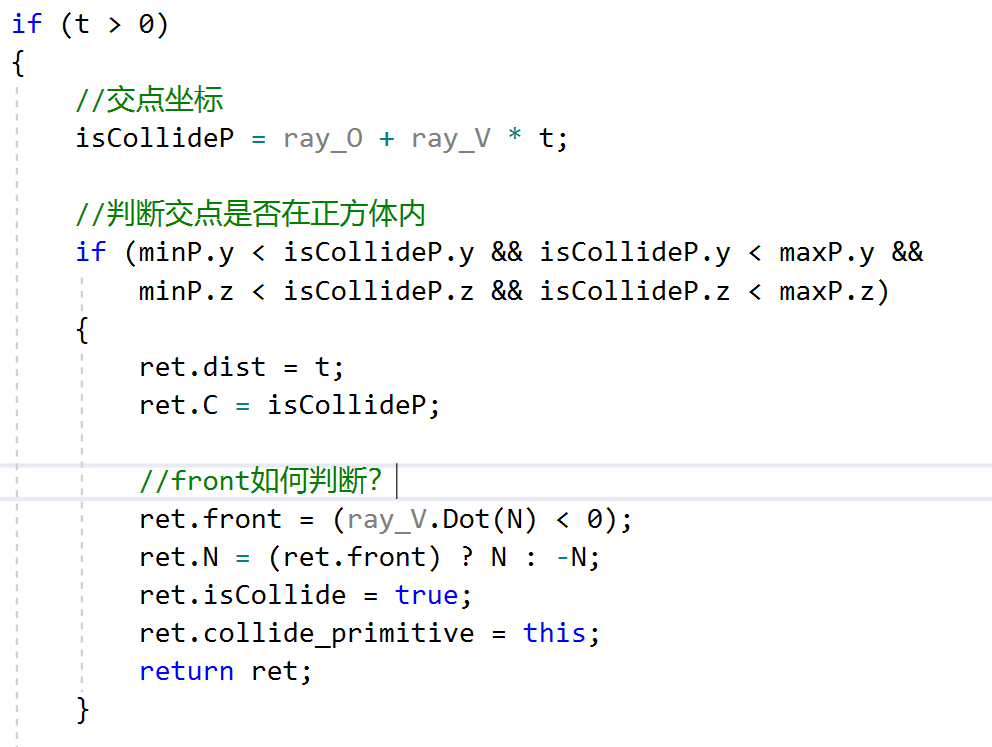 if (t > 0)
{
//交点坐标
isCollideP = ray_O + ray_V * t;
//判断交点是否在正方体内
if (minP.y < isCollideP.y && isCollideP.y < maxP.y &&
minP.z < isCollideP.z && isCollideP.z < maxP.z)
{
ret.dist = t;
ret.C = isCollideP;
//front如何判断？
ret.front = (ray_V.Dot(N) < 0);
ret.N = (ret.front) ? N : -N;
ret.isCollide = true;
ret.collide_primitive = this;
return ret;
}